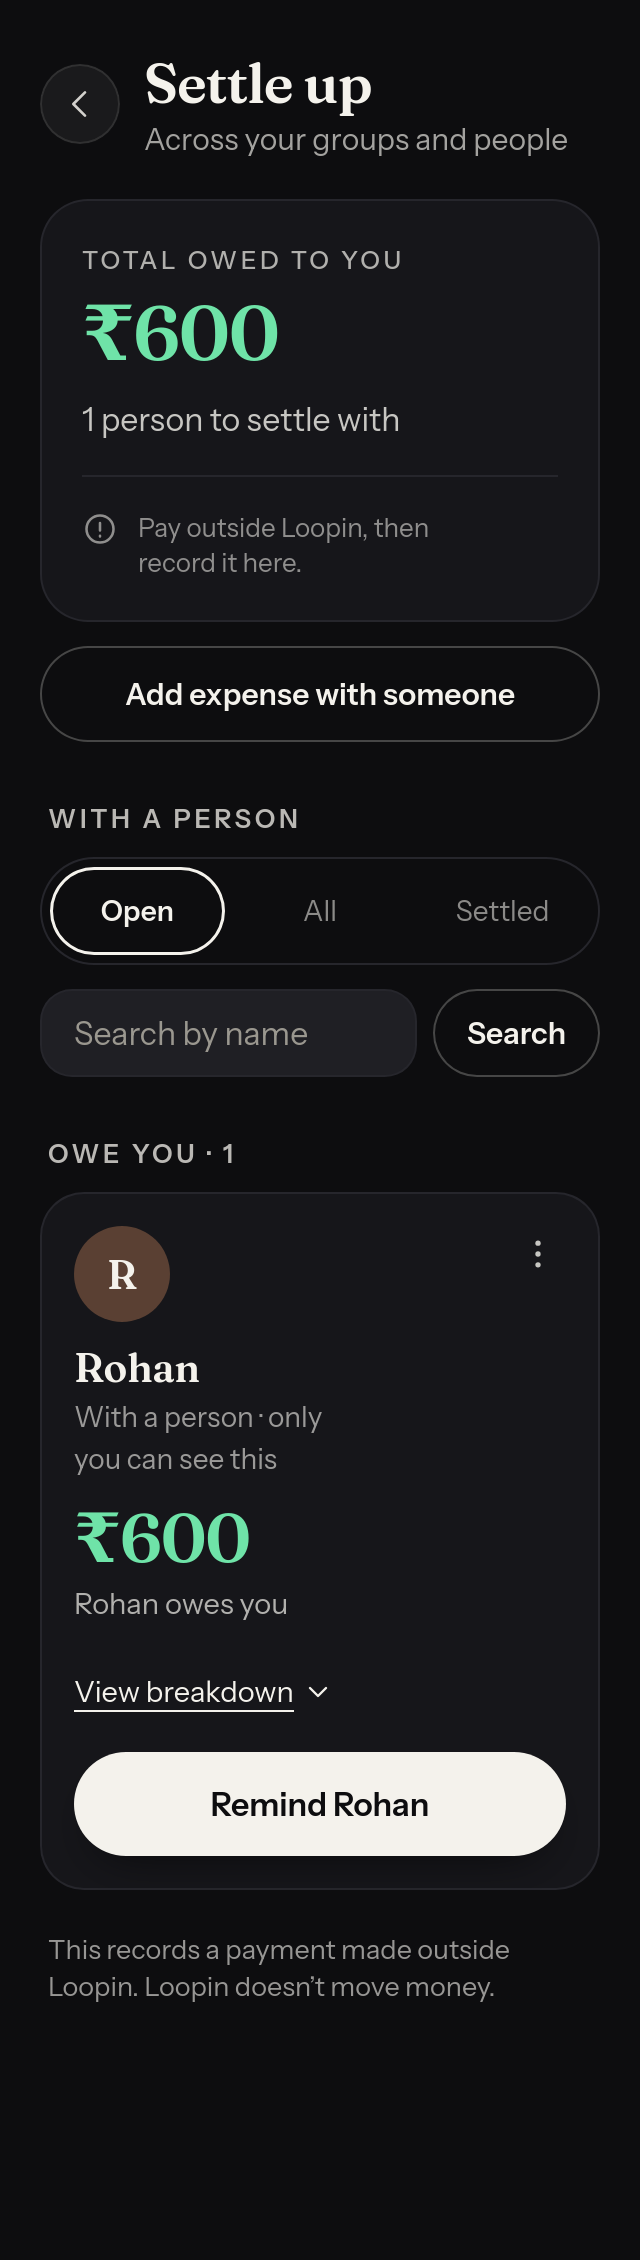 Settle up
Across your groups and people
TOTAL OWED TO YOU
₹600
1 person to settle with
Pay outside Loopin, then
record it here.
Add expense with someone
WITH A PERSON
Open
All
Settled
Search by name
Search
OWE YOU · 1
R
Rohan
With a person · only
you can see this
₹600
Rohan owes you
View breakdown
Remind Rohan
This records a payment made outside
Loopin. Loopin doesn’t move money.